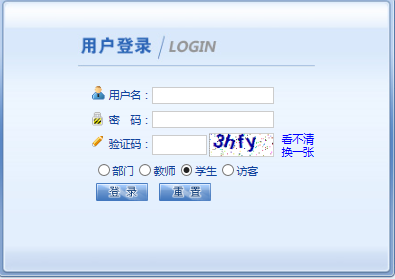 用户登录 / LOGIN
用户名：
密 码：
验证码： 3hfy 看不清
换一张
部门 教师 学生 访客
登 录 重 置